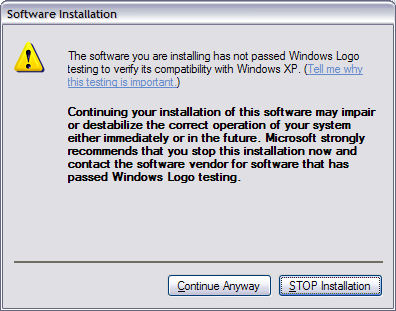 Software Installation
The software you are installing has not passed Windows Logo
testing to verify its compatibility with Windows XP. (Tell me why
this testing is important.)
Continuing your installation of this software may impair
or destabilize the correct operation of your system
either immediately or in the future. Microsoft strongly
recommends that you stop this installation now and
contact the software vendor for software that has
passed Windows Logo testing.
Continue Anyway
STOP Installation